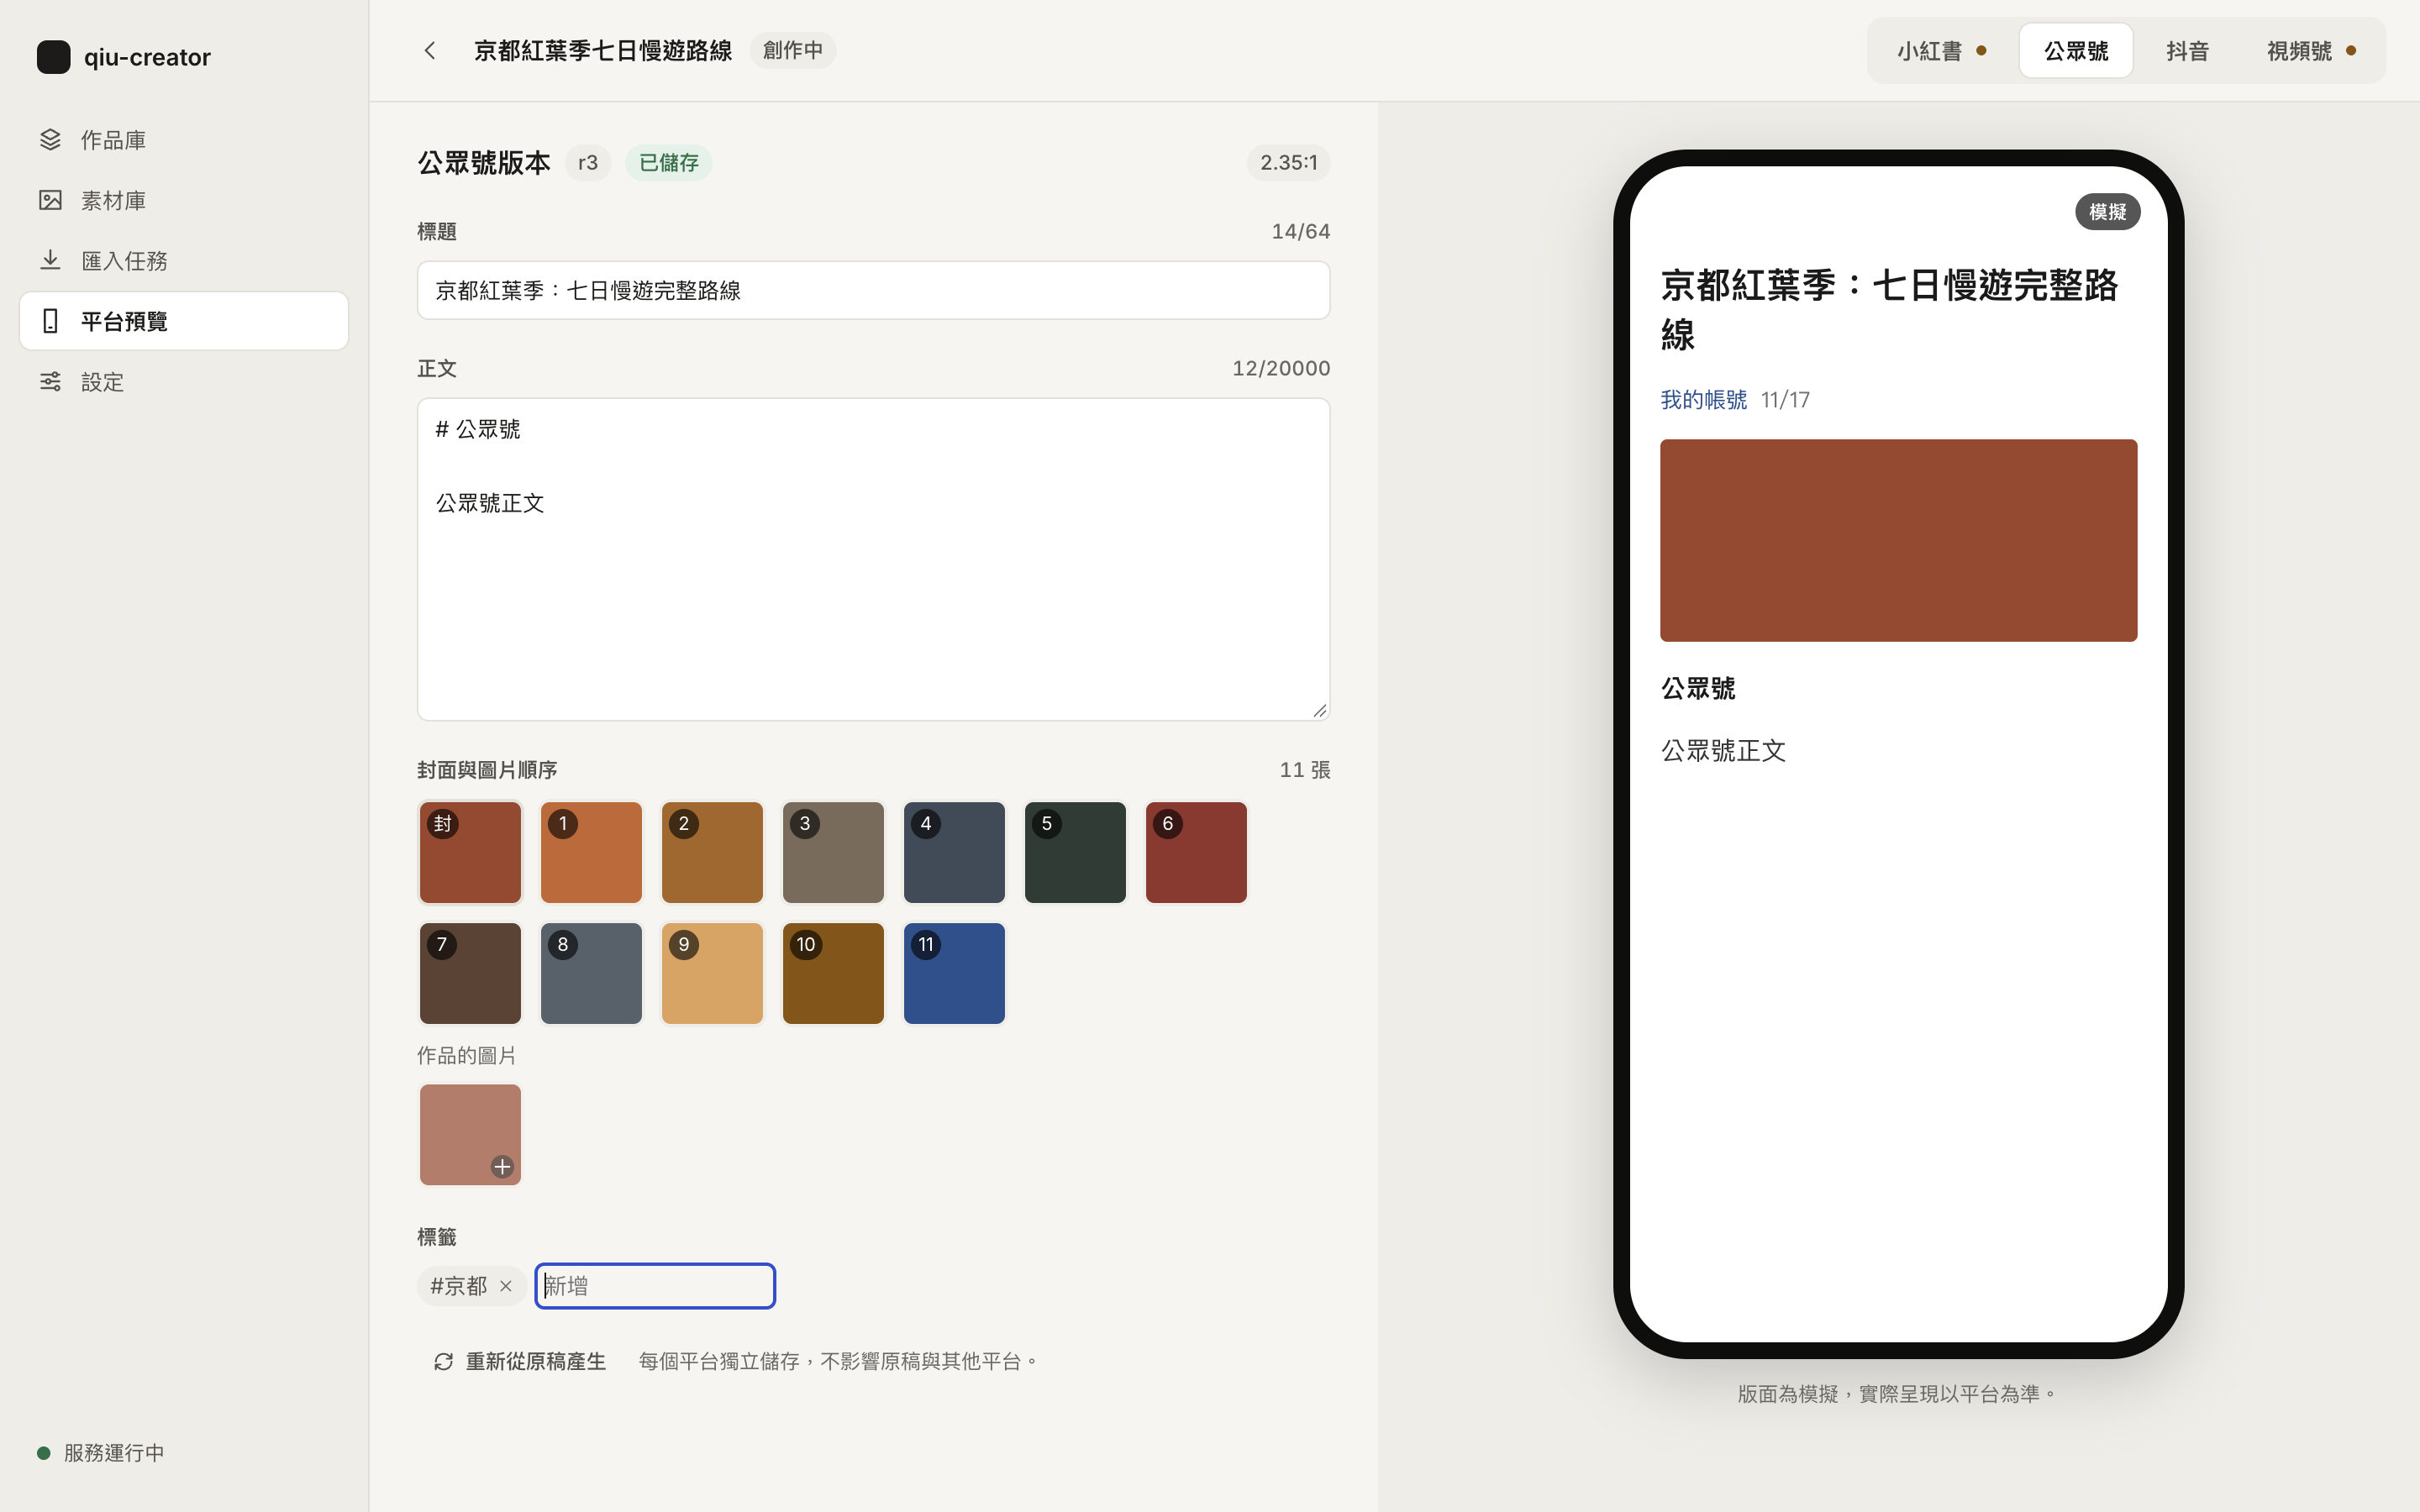 qiu-creator
作品庫
素材庫
匯入任務
平台預覽
設定
服務運行中
京都紅葉季七日慢遊路線 創作中
小紅書 公眾號 抖音 視頻號
公眾號版本 r3 已儲存 2.35:1
標題 14/64
京都紅葉季：七日慢遊完整路線
正文 12/20000
# 公眾號
公眾號正文
封面與圖片順序 11 張
封 1 2 3 4 5 6
7 8 9 10 11
作品的圖片
標籤
#京都 × 新增
重新從原稿產生 每個平台獨立儲存，不影響原稿與其他平台。
模擬
京都紅葉季：七日慢遊完整路
線
我的帳號 11/17
公眾號
公眾號正文
版面為模擬，實際呈現以平台為準。